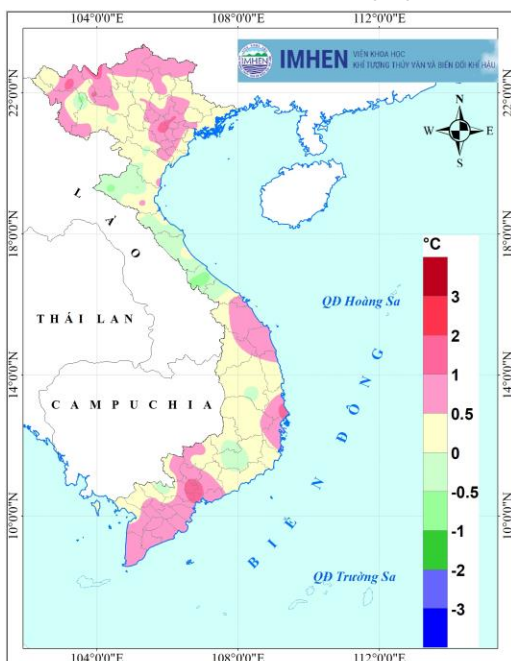 104°0'0"E 108°0'0"E 112°0'0"E
IMHEN
IMHEN
VIỆN KHOA HỌC
KHÍ TƯỢNG THỦY VĂN VÀ BIẾN ĐỔI KHÍ HẬU
22°0'0"N
N
W E
S
LÀO
18°0'0"N
°C
3
2
1
0.5
0
-0.5
-1
-2
-3
QĐ Hoàng Sa
THÁI LAN
14°0'0"N
CAMPUCHIA
BIỂN ĐÔNG
10°0'0"N
QĐ Trường Sa
104°0'0"E 108°0'0"E 112°0'0"E